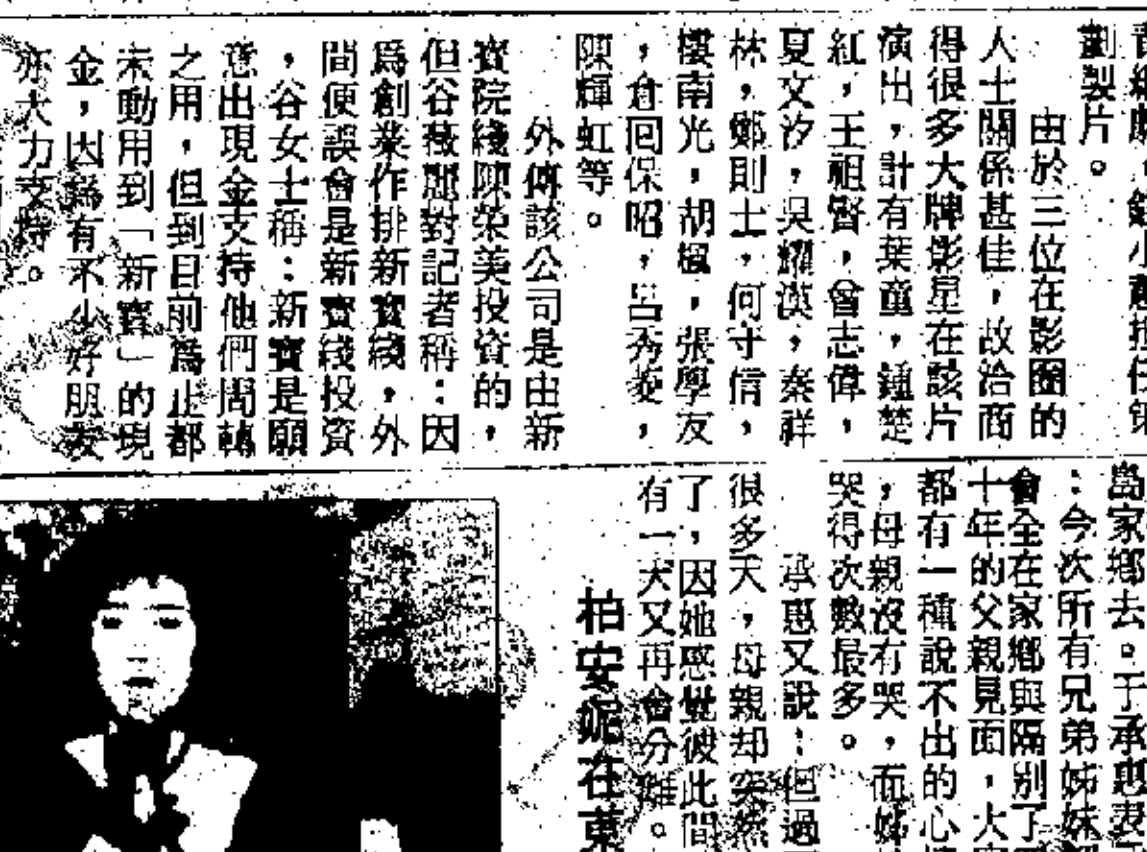 劃製片。
由於三位在影圈的
人士關係甚佳，故洽商
得很多大牌影星在該片
演出，計有葉童，鍾楚
紅，王祖賢，曾志偉，
夏文汐，吳耀漢，秦祥
林，鄭則士，何守信，
樓南光，胡楓，張學友
，倉田保昭，呂秀菱，
陳輝虹等。
外傳該公司是由新
寳院綫陳榮美投資的，
但谷薇麗對記者稱：因
爲創業作排新寳綫，外
間便誤會是新寳綫投資
，谷女士稱：新寳是願
意出現金支持他們周轉
之用，但到目前爲止都
未動用到「新寳」的現
金，因爲有不少好朋友
亦大力支持。
家鄉去。于承惠表
：今次所有兄弟姊妹
會全在家鄉與隔别了
十年的父親見面，大
都有一種說不出的心
，母親沒有哭，而姊
哭得次數最多。
承惠又說：但過
很多天，母親却突然
了，因她感覺彼此間
有一天又再會分離。
柏安妮在東